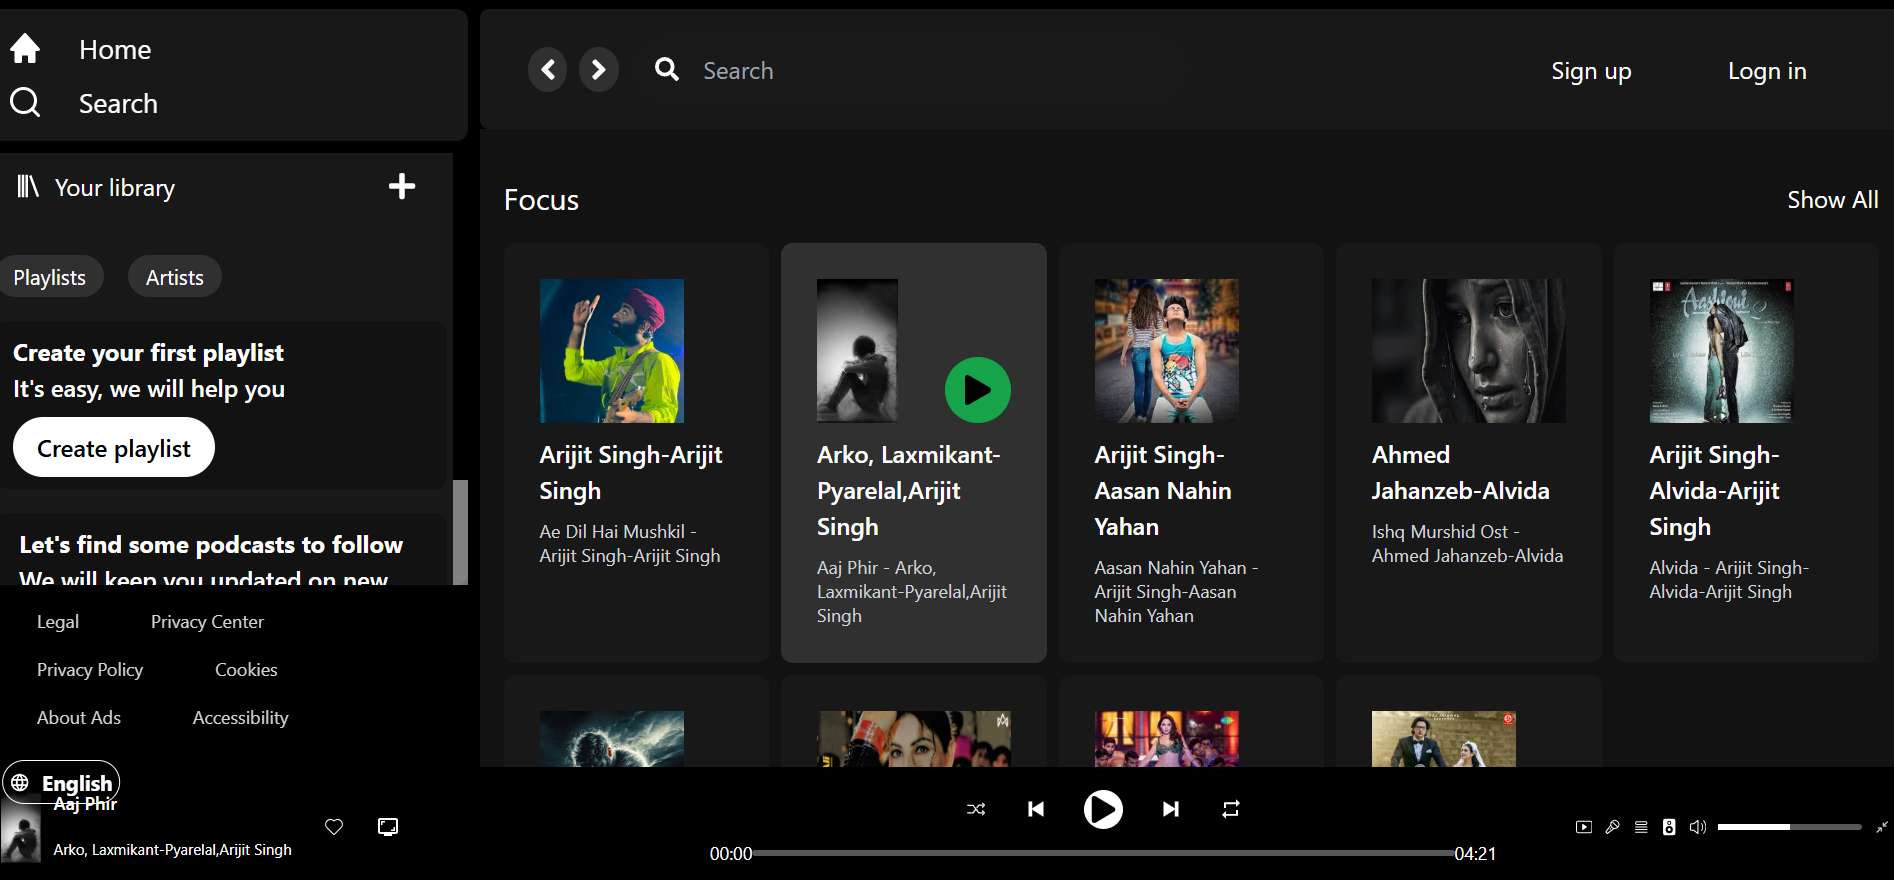 Home
Search
Search
Sign up
Log in
Your library
Playlists
Artists
Create your first playlist
It's easy, we will help you
Create playlist
Let's find some podcasts to follow
We will keep you updated on new
Legal
Privacy Center
Privacy Policy
Cookies
About Ads
Accessibility
English
Focus
Show All
Arijit Singh-Arijit
Singh
Ae Dil Hai Mushkil -
Arijit Singh-Arijit Singh
Arko, Laxmikant-
Pyarelal,Arijit
Singh
Aaj Phir - Arko,
Laxmikant-Pyarelal,Arijit
Singh
Arijit Singh-
Aasan Nahin
Yahan
Aasan Nahin Yahan -
Arijit Singh-Aasan
Nahin Yahan
Ahmed
Jahanzeb-Alvida
Ishq Murshid Ost -
Ahmed Jahanzeb-Alvida
Aashiqui 2
Arijit Singh-
Alvida-Arijit
Singh
Alvida - Arijit Singh-
Alvida-Arijit Singh
Aaj Phir
Arko, Laxmikant-Pyarelal,Arijit Singh
00:00
04:21